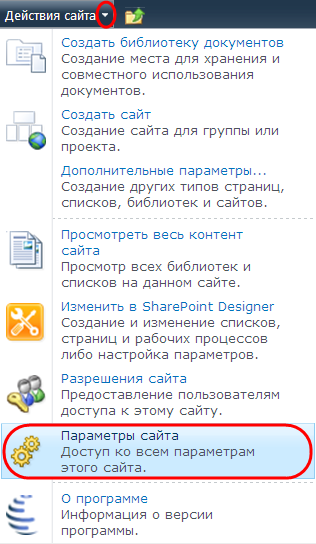 Действия сайта
Создать библиотеку документов
Создание места для хранения и
совместного использования
документов.
Создать сайт
Создание сайта для группы или
проекта.
Дополнительные параметры...
Создание других типов страниц,
списков, библиотек и сайтов.
Просмотреть весь контент
сайта
Просмотр всех библиотек и
списков на данном сайте.
Изменить в SharePoint Designer
Создание и изменение списков,
страниц и рабочих процессов
либо настройка параметров.
Разрешения сайта
Предоставление пользователям
доступа к этому сайту.
Параметры сайта
Доступ ко всем параметрам
этого сайта.
О программе
Информация о версии
программы.